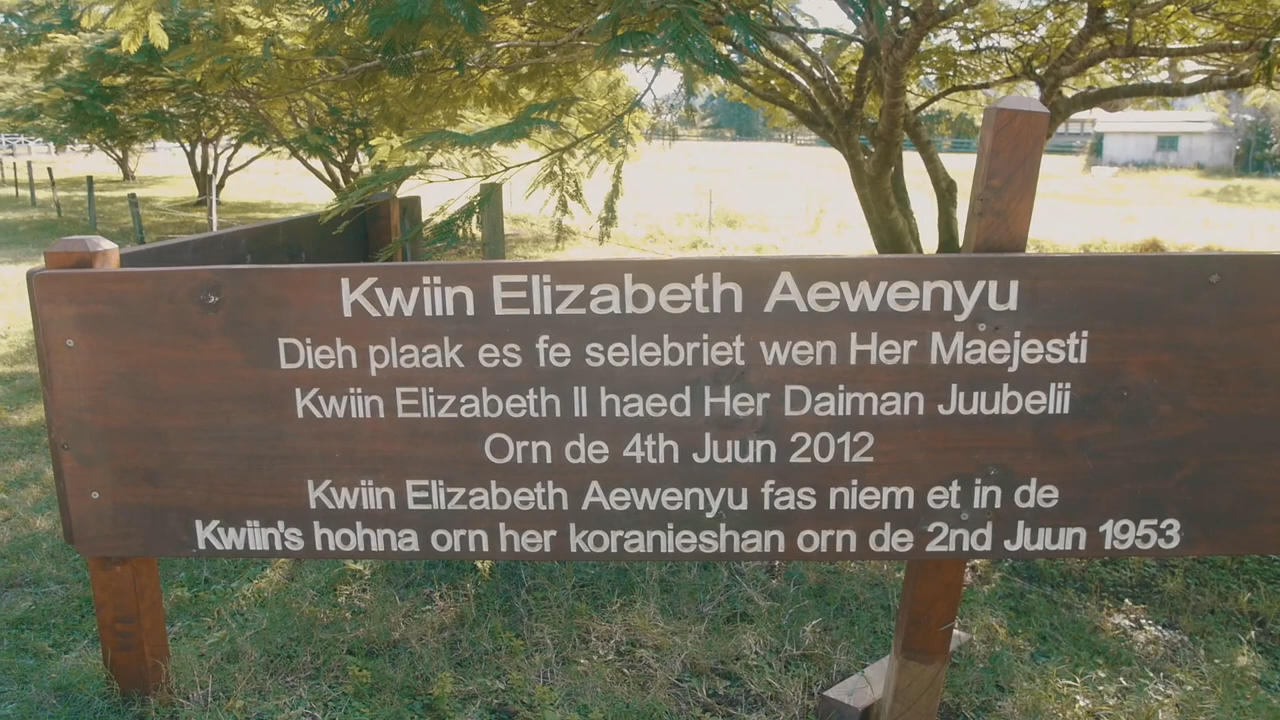 Kwiin Elizabeth Aewenyu
Dieh plaak es fe selebriet wen Her Maejesti
Kwiin Elizabeth II haed Her Daiman Juubelii
Orn de 4th Juun 2012
Kwiin Elizabeth Aewenyu fas niem et in de
Kwiin's hohna orn her koranieshan orn de 2nd Juun 1953